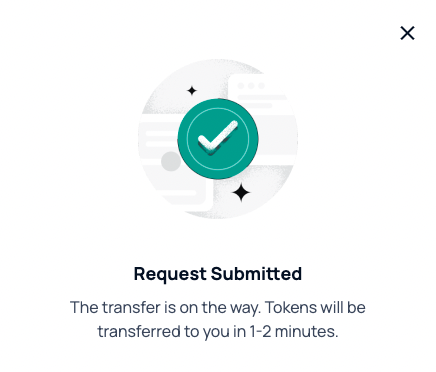 Request Submitted
The transfer is on the way. Tokens will be
transferred to you in 1-2 minutes.